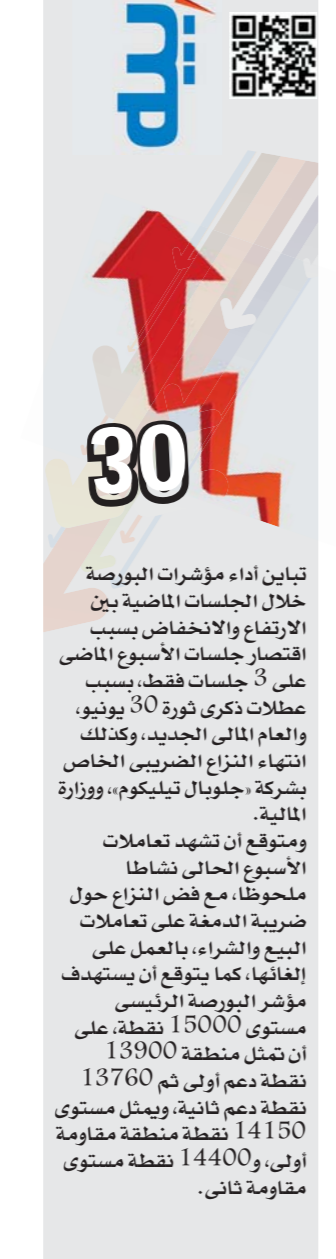 30
تباين أداء مؤشرات البورصة
خلال الجلسات الماضية بين
الارتفاع والانخفاض بسبب
اقتصار جلسات الأسبوع الماضى
على 3 جلسات فقط، بسبب
عطلات ذكرى ثورة 30 يونيو،
والعام المالى الجديد، وكذلك
انتهاء النزاع الضريبى الخاص
بشركة «جلوبال تيليكوم»، ووزارة
المالية.
ومتوقع أن تشهد تعاملات
الأسبوع الحالى نشاطا
ملحوظا، مع فض النزاع حول
ضريبة الدمغة على تعاملات
البيع والشراء، بالعمل على
إلغائها، كما يتوقع أن يستهدف
مؤشر البورصة الرئيسى
مستوى 15000 نقطة، على
أن تمثل منطقة 13900
نقطة دعم أولى ثم 13760
نقطة دعم ثانية، ويمثل مستوى
14150 نقطة منطقة مقاومة
أولى، و14400 نقطة مستوى
مقاومة ثانى.